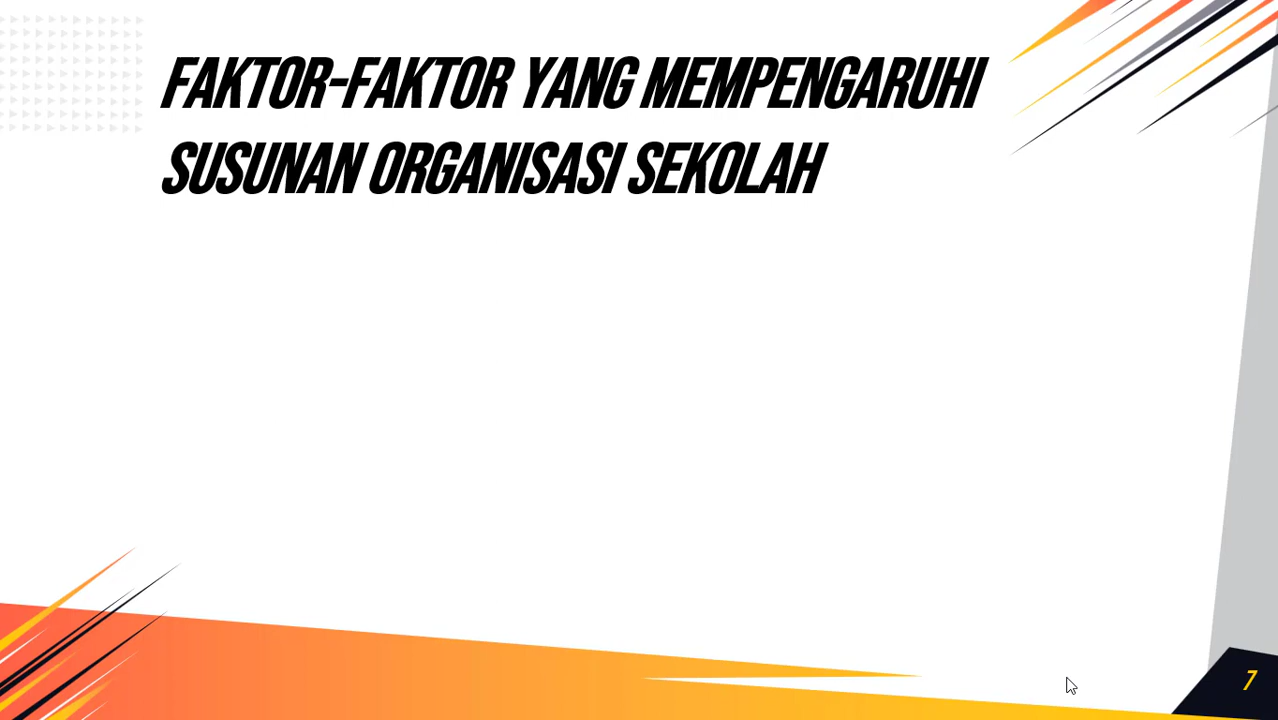 FAKTOR-FAKTOR YANG MEMPENGARUHI
SUSUNAN ORGANISASI SEKOLAH
7